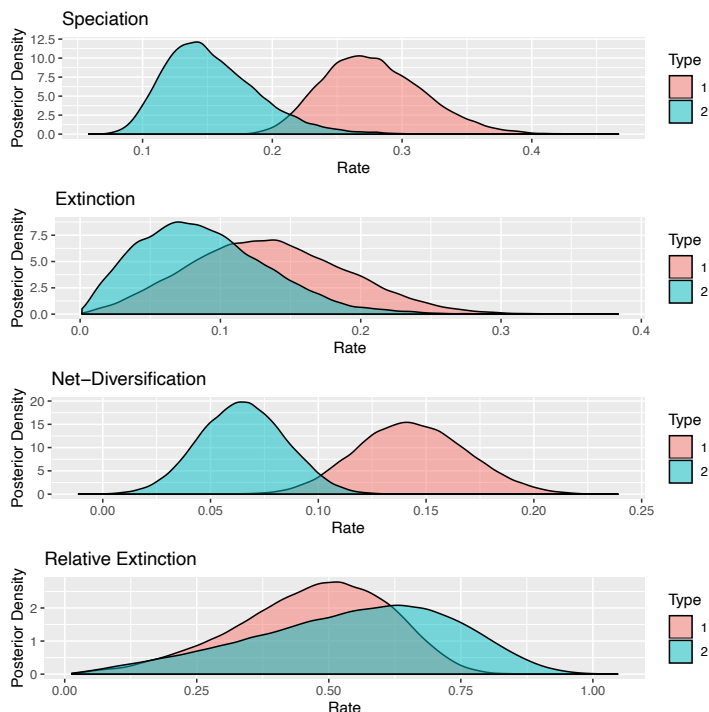 Speciation
Posterior Density
12.5
10.0
7.5
5.0
2.5
0.0
0.1 0.2 0.3 0.4
Rate
Type
1
2
Extinction
Posterior Density
7.5
5.0
2.5
0.0
0.0 0.1 0.2 0.3 0.4
Rate
Type
1
2
Net–Diversification
Posterior Density
20
15
10
5
0
0.00 0.05 0.10 0.15 0.20 0.25
Rate
Type
1
2
Relative Extinction
Posterior Density
2
1
0
0.00 0.25 0.50 0.75 1.00
Rate
Type
1
2